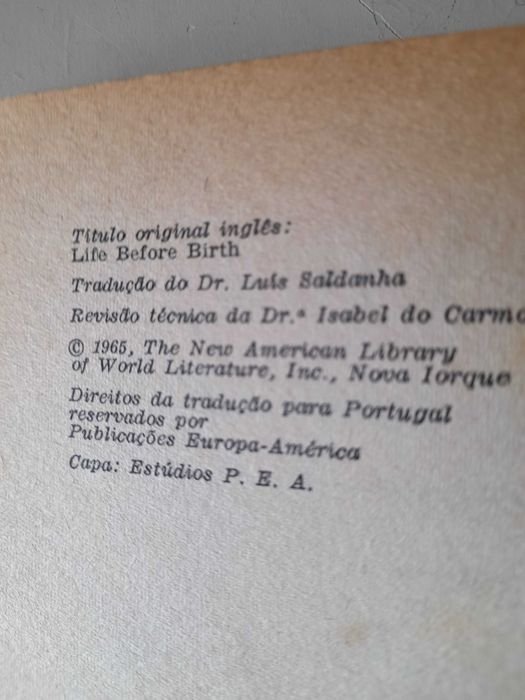 Título original inglês:
Life Before Birth
Tradução do Dr. Luís Saldanha
Revisão técnica da Dr.ª Isabel do Carmo
© 1965, The New American Library
of World Literature, Inc., Nova Iorque
Direitos da tradução para Portugal
reservados por
Publicações Europa-América
Capa: Estúdios P. E. A.